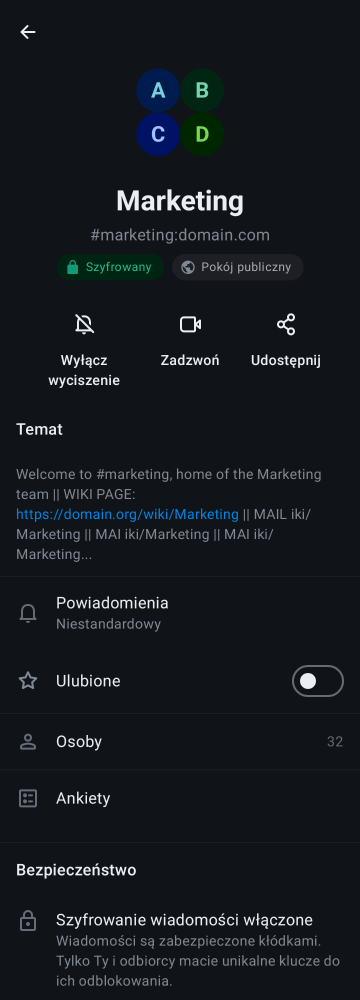 A B
C D
Marketing
#marketing:domain.com
Szyfrowany Pokój publiczny
Wyłącz wyciszenie
Zadzwoń
Udostępnij
Temat
Welcome to #marketing, home of the Marketing
team || WIKI PAGE:
https://domain.org/wiki/Marketing || MAIL iki/
Marketing || MAI iki/Marketing || MAI iki/
Marketing...
Powiadomienia
Niestandardowy
Ulubione
Osoby 32
Ankiety
Bezpieczeństwo
Szyfrowanie wiadomości włączone
Wiadomości są zabezpieczone kłódkami.
Tylko Ty i odbiorcy macie unikalne klucze do
ich odblokowania.